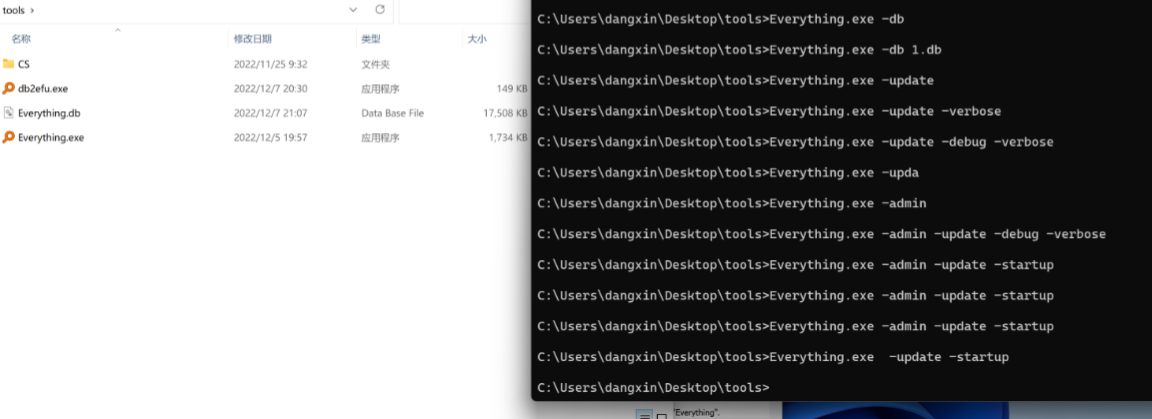 tools
名称 修改日期 类型 大小
CS 2022/11/25 9:32 文件夹
db2efu.exe 2022/12/7 20:30 应用程序 149 KB
Everything.db 2022/12/7 21:07 Data Base File 17,508 KB
Everything.exe 2022/12/5 19:57 应用程序 1,734 KB
C:\Users\dangxin\Desktop\tools>Everything.exe -db
C:\Users\dangxin\Desktop\tools>Everything.exe -db 1.db
C:\Users\dangxin\Desktop\tools>Everything.exe -update
C:\Users\dangxin\Desktop\tools>Everything.exe -update -verbose
C:\Users\dangxin\Desktop\tools>Everything.exe -update -debug -verbose
C:\Users\dangxin\Desktop\tools>Everything.exe -upda
C:\Users\dangxin\Desktop\tools>Everything.exe -admin
C:\Users\dangxin\Desktop\tools>Everything.exe -admin -update -debug -verbose
C:\Users\dangxin\Desktop\tools>Everything.exe -admin -update -startup
C:\Users\dangxin\Desktop\tools>Everything.exe -admin -update -startup
C:\Users\dangxin\Desktop\tools>Everything.exe -admin -update -startup
C:\Users\dangxin\Desktop\tools>Everything.exe  -update -startup
C:\Users\dangxin\Desktop\tools>
"Everything".